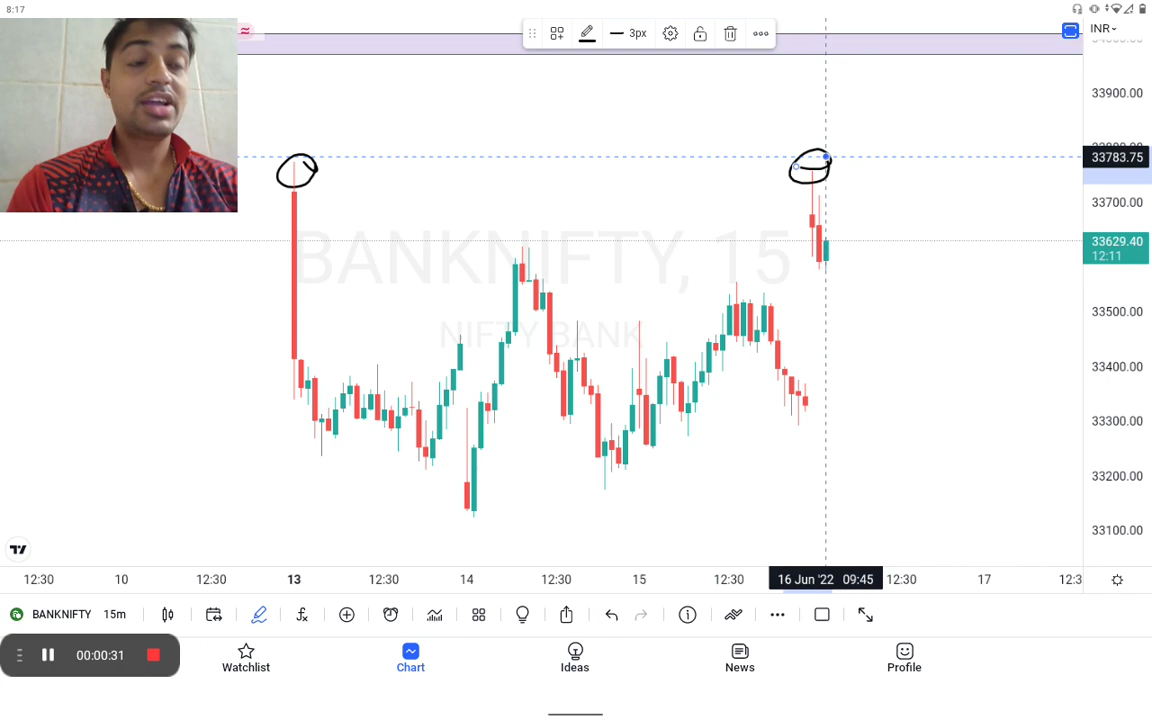 8:17
3px
INR
33900.00
33783.75
33700.00
33629.40
12:11
33500.00
33400.00
33300.00
33200.00
33100.00
BANKNIFTY, 15
NIFTY BANK
12:30 10 12:30 13 12:30 14 12:30 15 12:30 16 Jun '22 09:45 12:30 17 12:3
BANKNIFTY 15m
00:00:31
Watchlist Chart Ideas News Profile